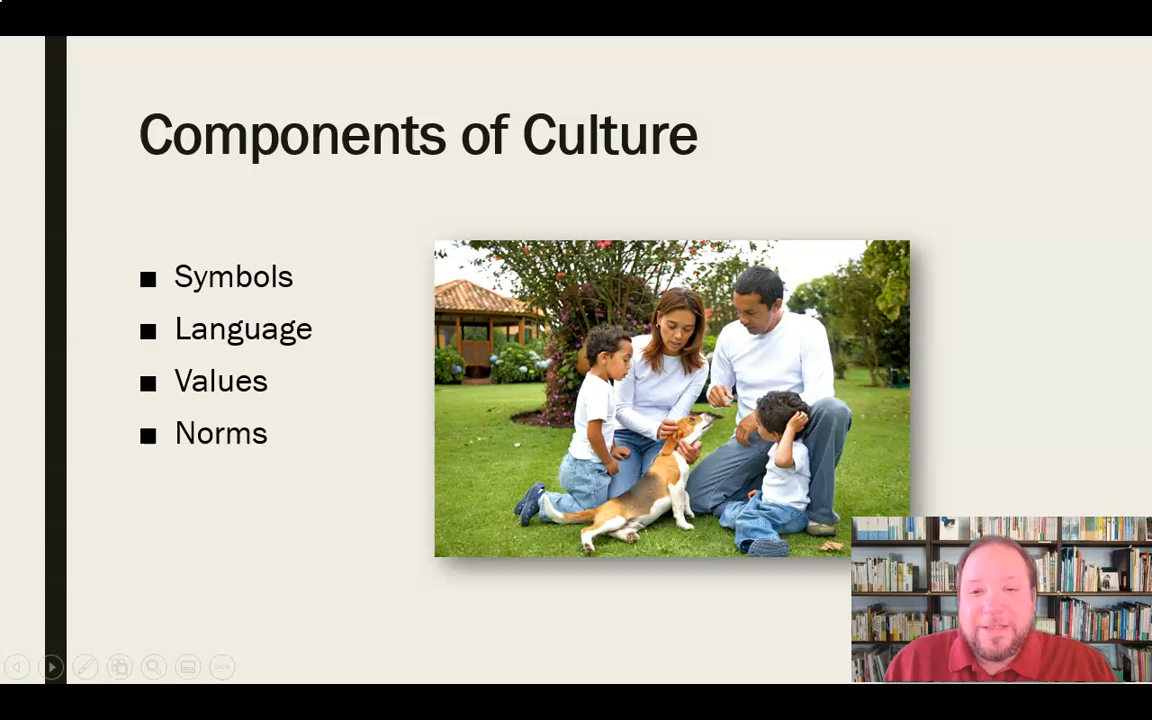 Components of Culture
Symbols
Language
Values
Norms